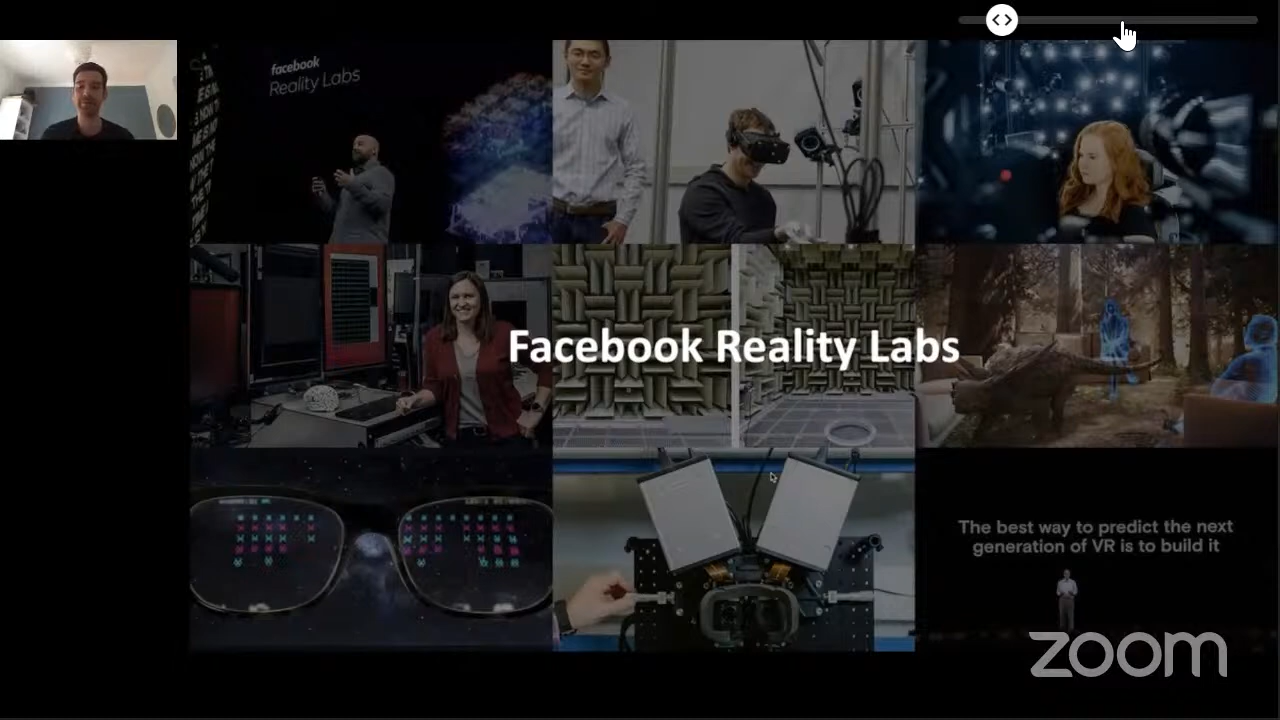 facebook
Reality Labs
Facebook Reality Labs
The best way to predict the next
generation of VR is to build it
zoom